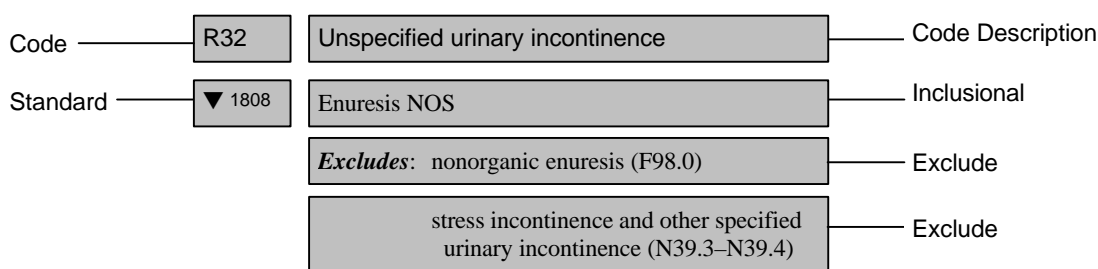 Code R32 Unspecified urinary incontinence Code Description
Standard ▼ 1808 Enuresis NOS Inclusional
Excludes: nonorganic enuresis (F98.0) Exclude
stress incontinence and other specified Exclude
urinary incontinence (N39.3–N39.4)